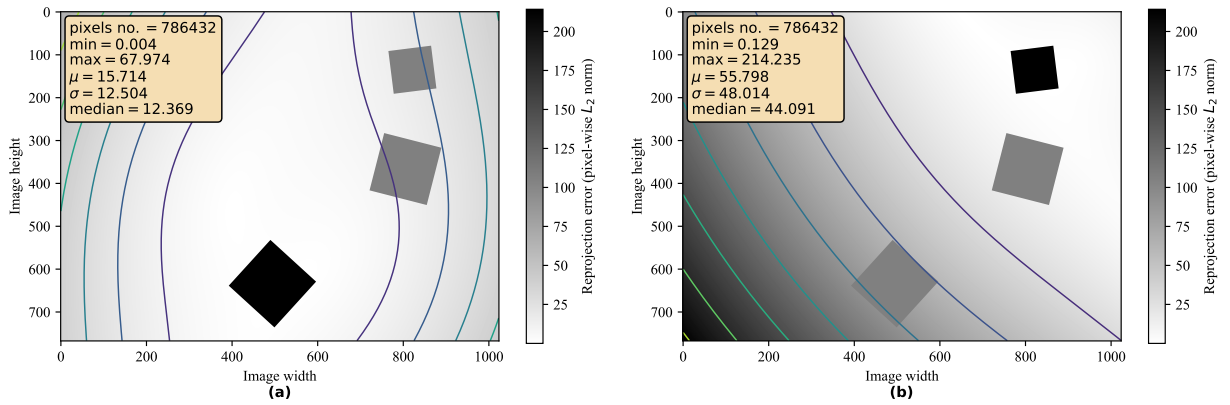 pixels no. = 786432
min = 0.004
max = 67.974
μ = 15.714
σ = 12.504
median = 12.369
0
100
200
300
400
500
600
700
Image height
0 200 400 600 800 1000
Image width
(a)
200
175
150
125
100
75
50
25
Reprojection error (pixel-wise L₂ norm)
pixels no. = 786432
min = 0.129
max = 214.235
μ = 55.798
σ = 48.014
median = 44.091
0
100
200
300
400
500
600
700
Image height
0 200 400 600 800 1000
Image width
(b)
200
175
150
125
100
75
50
25
Reprojection error (pixel-wise L₂ norm)